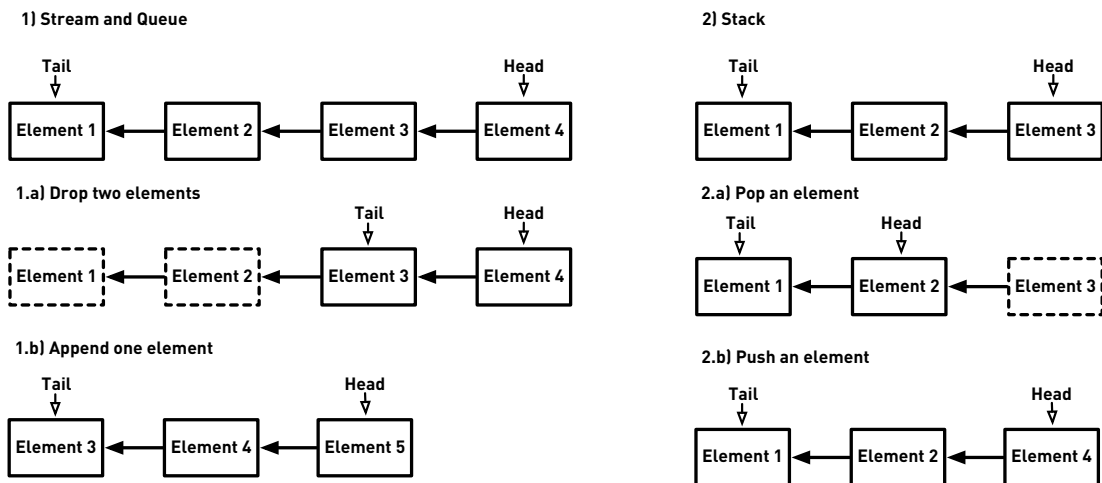 1) Stream and Queue
Tail Head
Element 1 Element 2 Element 3 Element 4
1.a) Drop two elements
Tail Head
Element 1 Element 2 Element 3 Element 4
1.b) Append one element
Tail Head
Element 3 Element 4 Element 5
2) Stack
Tail Head
Element 1 Element 2 Element 3
2.a) Pop an element
Tail Head
Element 1 Element 2 Element 3
2.b) Push an element
Tail Head
Element 1 Element 2 Element 4